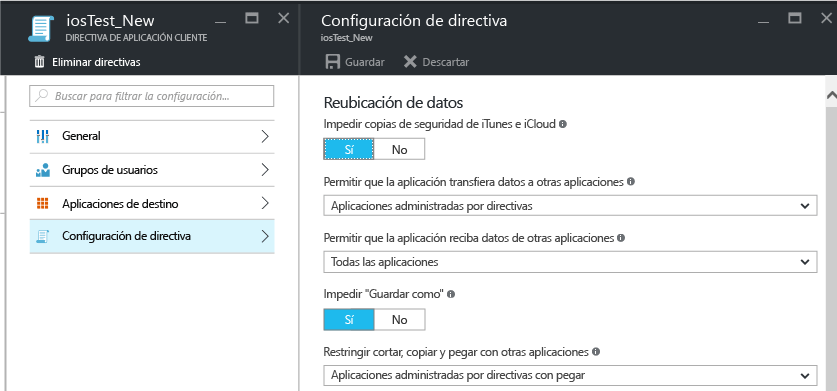 iosTest_New
DIRECTIVA DE APLICACIÓN CLIENTE
Eliminar directivas
Buscar para filtrar la configuración...
General
Grupos de usuarios
Aplicaciones de destino
Configuración de directiva
Configuración de directiva
iosTest_New
Guardar Descartar
Reubicación de datos
Impedir copias de seguridad de iTunes e iCloud
Sí No
Permitir que la aplicación transfiera datos a otras aplicaciones
Aplicaciones administradas por directivas
Permitir que la aplicación reciba datos de otras aplicaciones
Todas las aplicaciones
Impedir "Guardar como"
Sí No
Restringir cortar, copiar y pegar con otras aplicaciones
Aplicaciones administradas por directivas con pegar